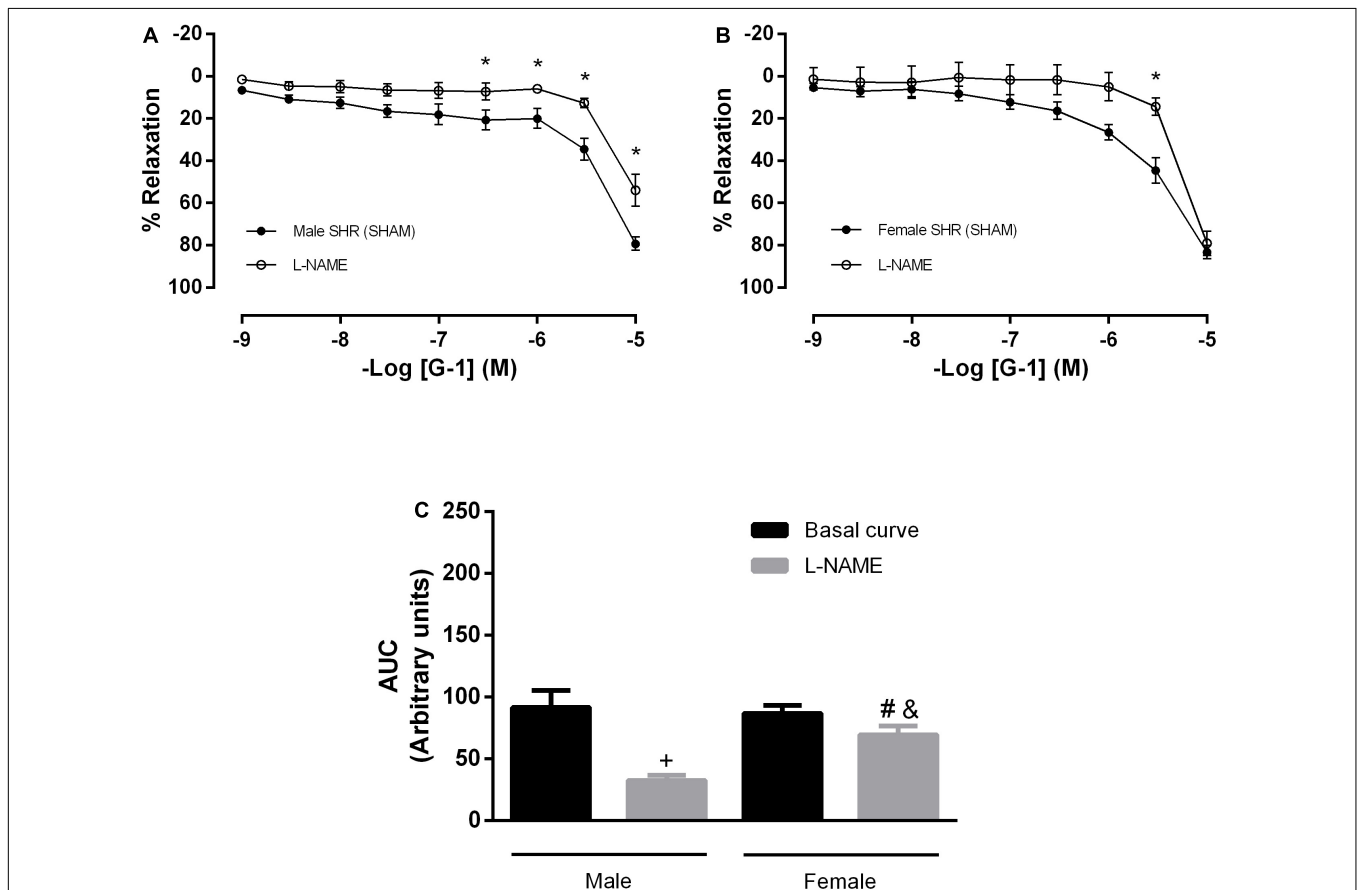 A
-20
0
20
40
60
80
100
% Relaxation
* * * *
Male SHR (SHAM)
L-NAME
-9 -8 -7 -6 -5
-Log [G-1] (M)
B
-20
0
20
40
60
80
100
% Relaxation
*
Female SHR (SHAM)
L-NAME
-9 -8 -7 -6 -5
-Log [G-1] (M)
C
250
200
150
100
50
0
AUC
(Arbitrary units)
Basal curve
L-NAME
+
# &
Male Female